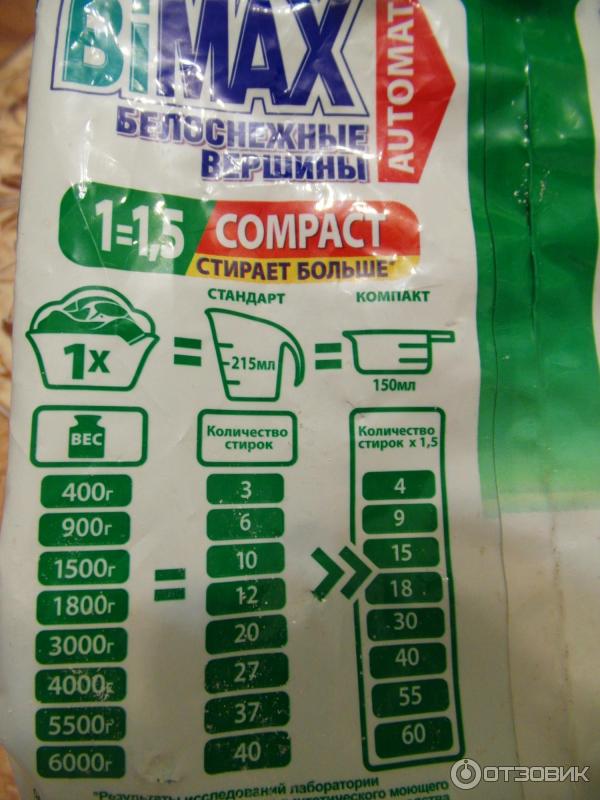 BiMAX
AUTOMAT
БЕЛОСНЕЖНЫЕ
ВЕРШИНЫ
1=1,5 COMPACT
СТИРАЕТ БОЛЬШЕ*
СТАНДАРТ КОМПАКТ
1X = 215мл = 150мл
ВЕС
Количество
стирок
Количество
стирок х 1,5
400г 3 4
900г 6 9
1500г 10 15
1800г = 12 >> 18
3000г 20 30
4000г 27 40
5500г 37 55
6000г 40 60
*Результаты исследований лаборатории
моющего
ОТЗОВИК